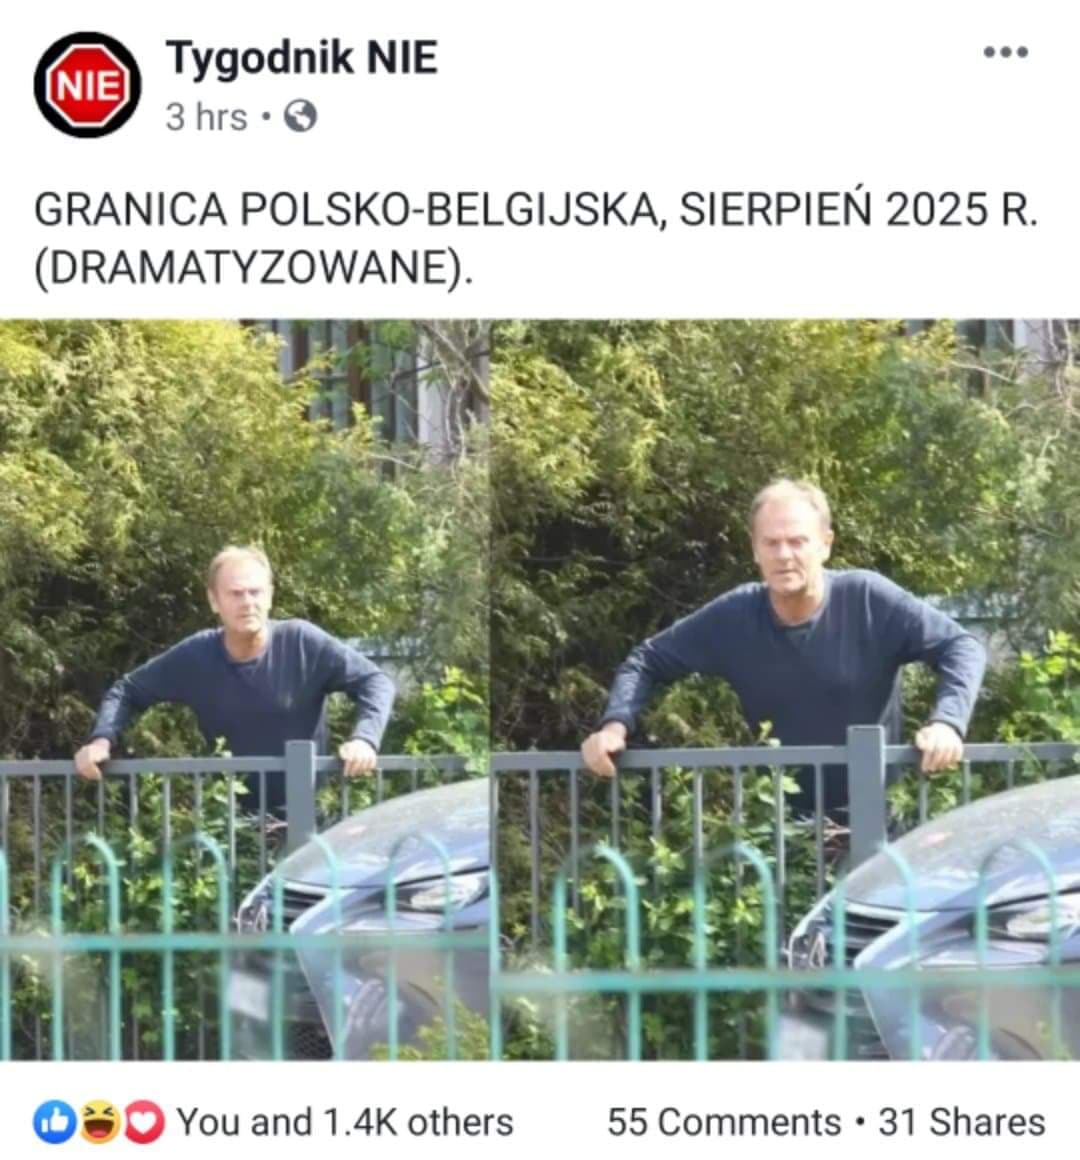 NIE
Tygodnik NIE
3 hrs •
GRANICA POLSKO-BELGIJSKA, SIERPIEŃ 2025 R.
(DRAMATYZOWANE).
You and 1.4K others 55 Comments • 31 Shares